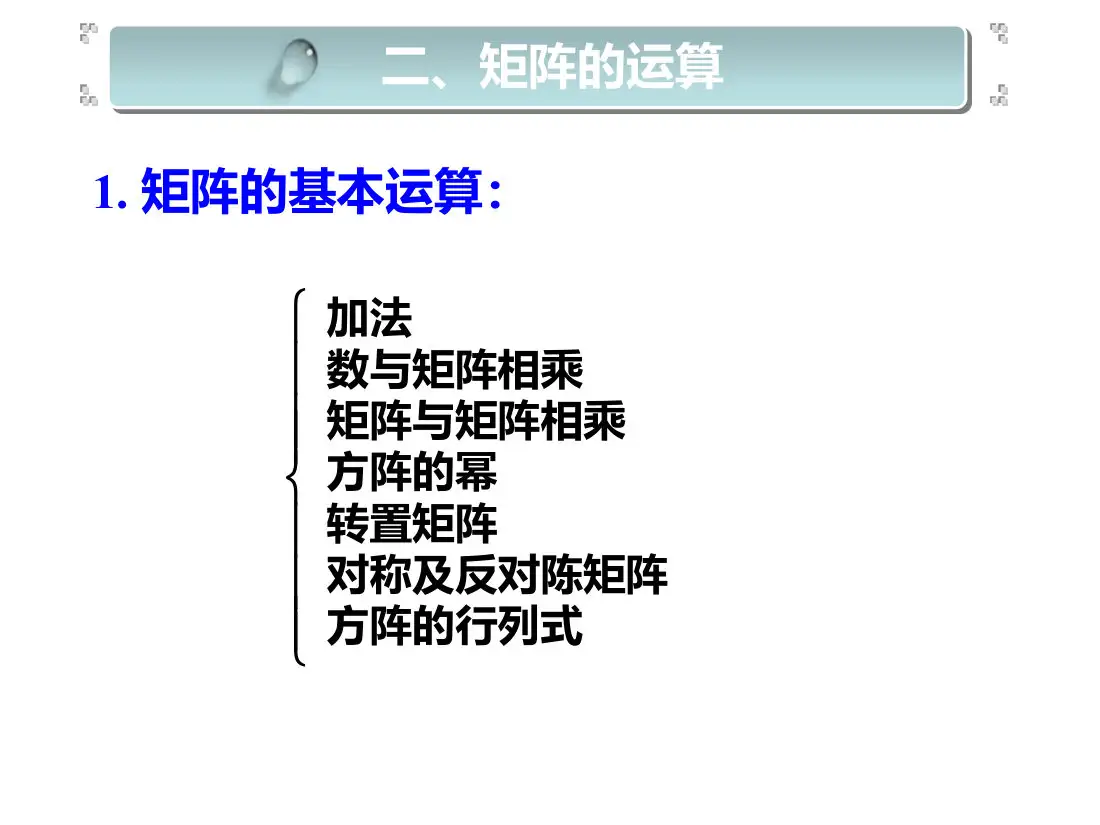 二、矩阵的运算
1. 矩阵的基本运算：
加法
数与矩阵相乘
矩阵与矩阵相乘
方阵的幂
转置矩阵
对称及反对陈矩阵
方阵的行列式